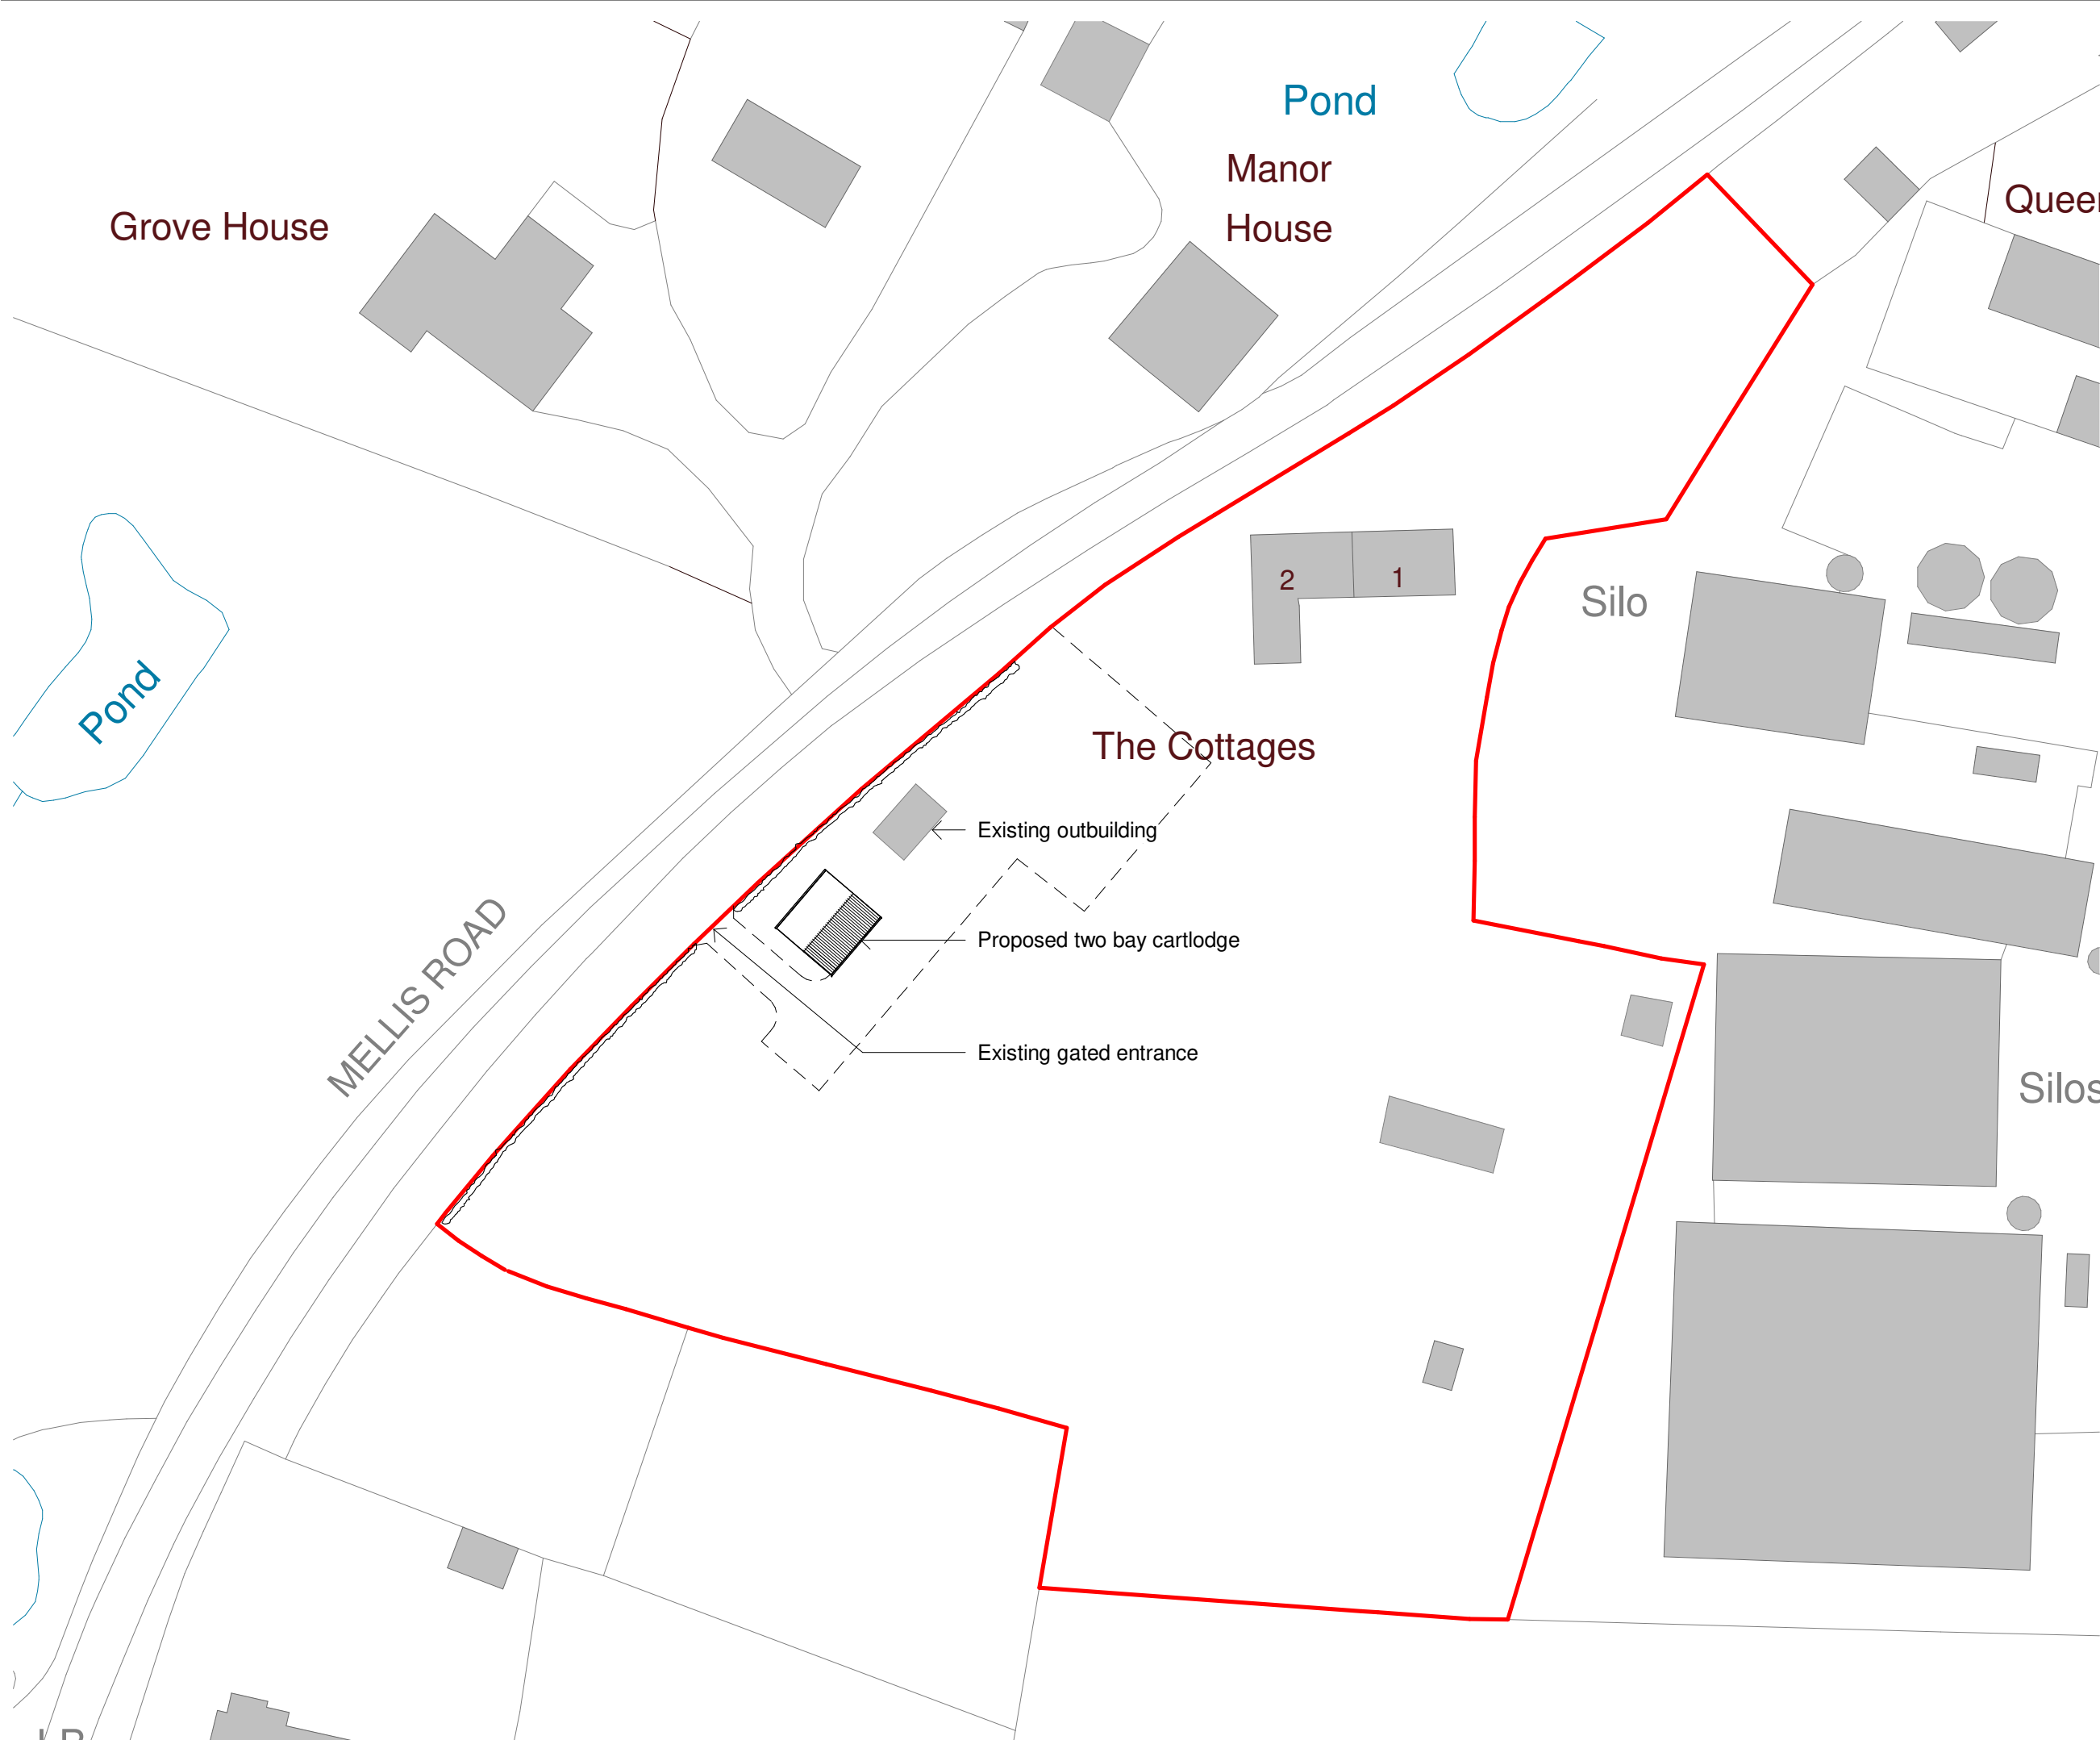 Pond
Manor
House
Grove House
2
1
Silo
Pond
The Cottages
Existing outbuilding
MELLIS ROAD
Proposed two bay cartlodge
Existing gated entrance
Silos